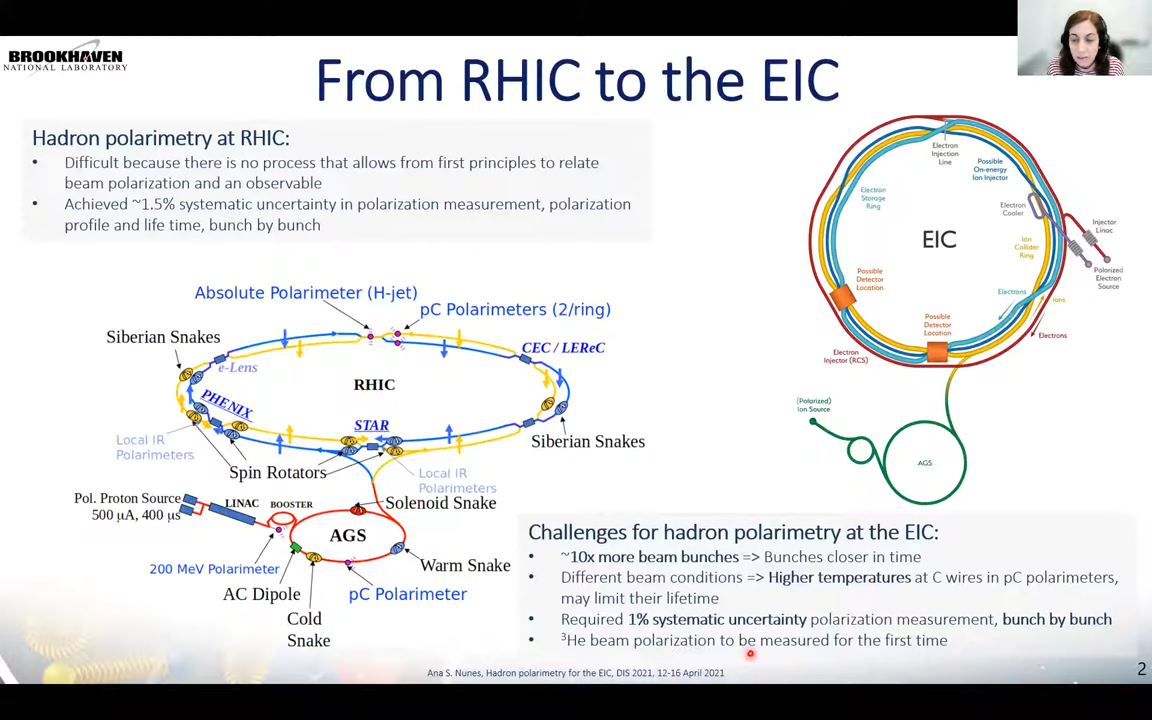 BROOKHAVEN
NATIONAL LABORATORY
From RHIC to the EIC
Hadron polarimetry at RHIC:
• Difficult because there is no process that allows from first principles to relate
beam polarization and an observable
• Achieved ~1.5% systematic uncertainty in polarization measurement, polarization
profile and life time, bunch by bunch
Absolute Polarimeter (H-jet)
pC Polarimeters (2/ring)
Siberian Snakes
e-Lens
CEC / LEReC
RHIC
PHENIX
STAR
Local IR
Polarimeters
Spin Rotators
Siberian Snakes
Local IR
Polarimeters
Pol. Proton Source
500 μA, 400 μs
LINAC
BOOSTER
Solenoid Snake
AGS
200 MeV Polarimeter
Warm Snake
AC Dipole
pC Polarimeter
Cold
Snake
Electron
Injection
Line
Possible
On-energy
Ion Injector
Electron
Storage
Ring
Electron
Cooler
Injector
Linac
EIC
Ion
Collider
Ring
Polarized
Electron
Source
Possible
Detector
Location
Electrons
Ions
Possible
Detector
Location
Electrons
Electron
Injector (RCS)
(Polarized)
Ion Source
AGS
Challenges for hadron polarimetry at the EIC:
• ~10x more beam bunches => Bunches closer in time
• Different beam conditions => Higher temperatures at C wires in pC polarimeters,
may limit their lifetime
• Required 1% systematic uncertainty polarization measurement, bunch by bunch
• ³He beam polarization to be measured for the first time
Ana S. Nunes, Hadron polarimetry for the EIC, DIS 2021, 12-16 April 2021
2